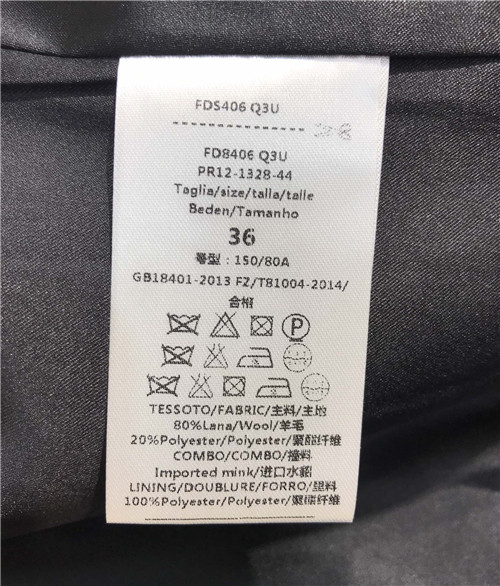 FDS406 Q3U
FD8406 Q3U
PR12-1328-44
Taglia/size/talla/talle
Beden/Tamanho
36
号型：150/80A
GB18401-2013 FZ/T81004-2014/
合格
P
TESSOTO/FABRIC/主料/主地
80%Lana/Wool/羊毛
20%Polyester/Polyester/聚酯纤维
COMBO/COMBO/撞料
Imported mink/进口水貂
LINING/DOUBLURE/FORRO/里料
100%Polyester/Polyester/聚酯纤维